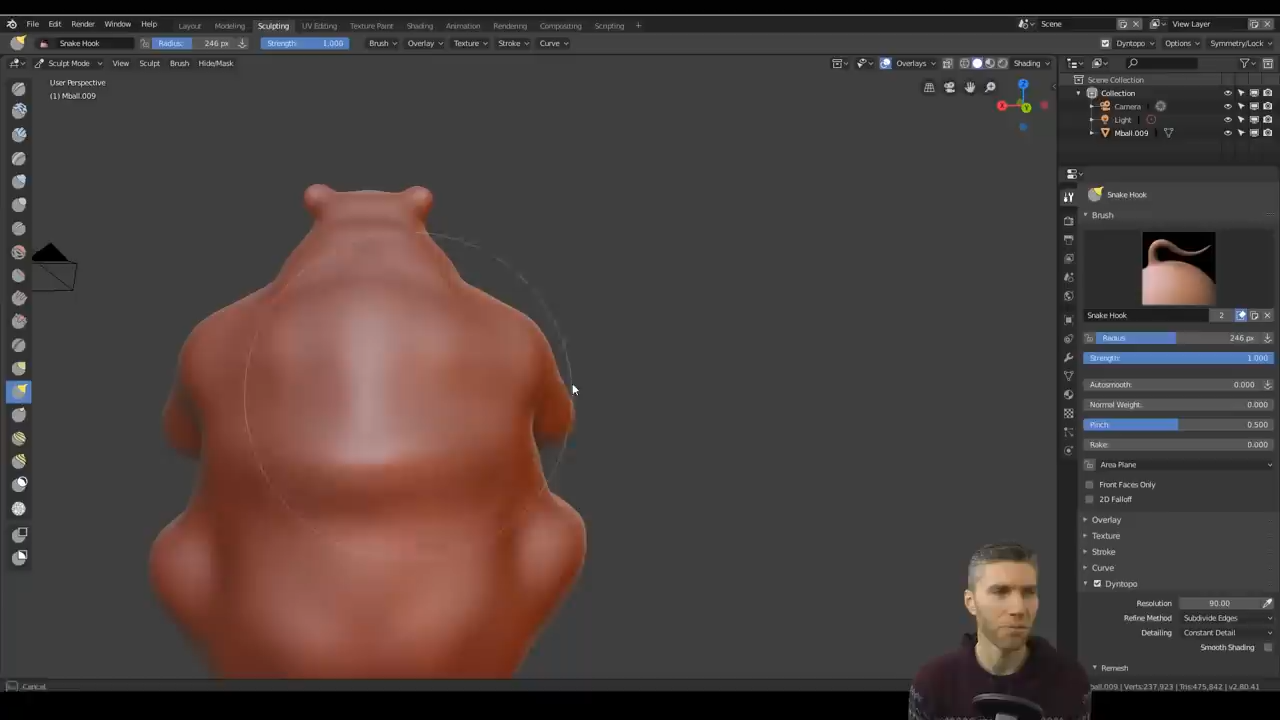 File Edit Render Window Help Layout Modeling Sculpting UV Editing Texture Paint Shading Animation Rendering Compositing Scripting + Scene View Layer
Snake Hook Radius: 246 px Strength: 1.000 Brush Overlay Texture Stroke Curve Dyntopo Options Symmetry/Lock
Sculpt Mode View Sculpt Brush Hide/Mask Overlays Shading
User Perspective
(1) Mball.009
Scene Collection
Collection
Camera
Light
Mball.009
Snake Hook
Brush
Snake Hook 2
Radius 246 px
Strength: 1.000
Autosmooth: 0.000
Normal Weight: 0.000
Pinch: 0.500
Rake: 0.000
Area Plane
Front Faces Only
2D Falloff
Overlay
Texture
Stroke
Curve
Dyntopo
Resolution 90.00
Refine Method Subdivide Edges
Detailing Constant Detail
Smooth Shading
Remesh
Cancel
ball.009 | Verts:237,923 | Tris:475,842 | v2.80.41